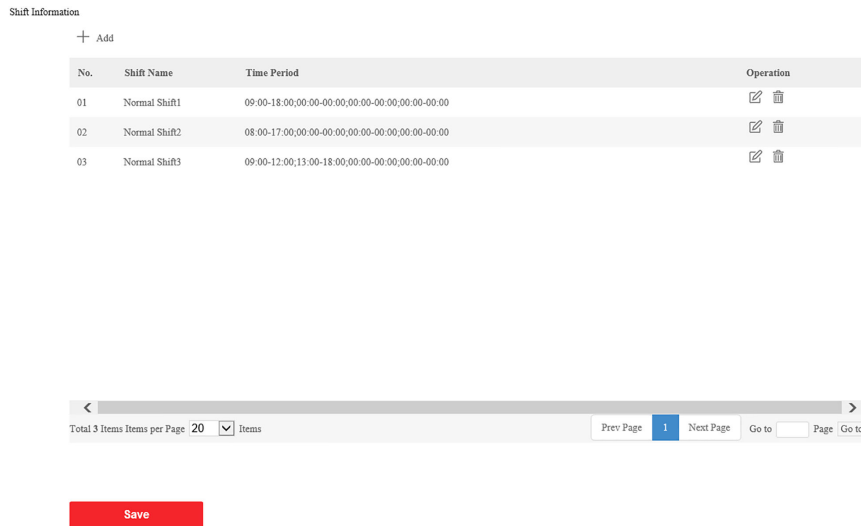 Shift Information
Add
No. Shift Name Time Period Operation
01 Normal Shift1 09:00-18:00;00:00-00:00;00:00-00:00;00:00-00:00
02 Normal Shift2 08:00-17:00;00:00-00:00;00:00-00:00;00:00-00:00
03 Normal Shift3 09:00-12:00;13:00-18:00;00:00-00:00;00:00-00:00
Total 3 Items Items per Page 20 Items Prev Page 1 Next Page Go to Page Go to
Save